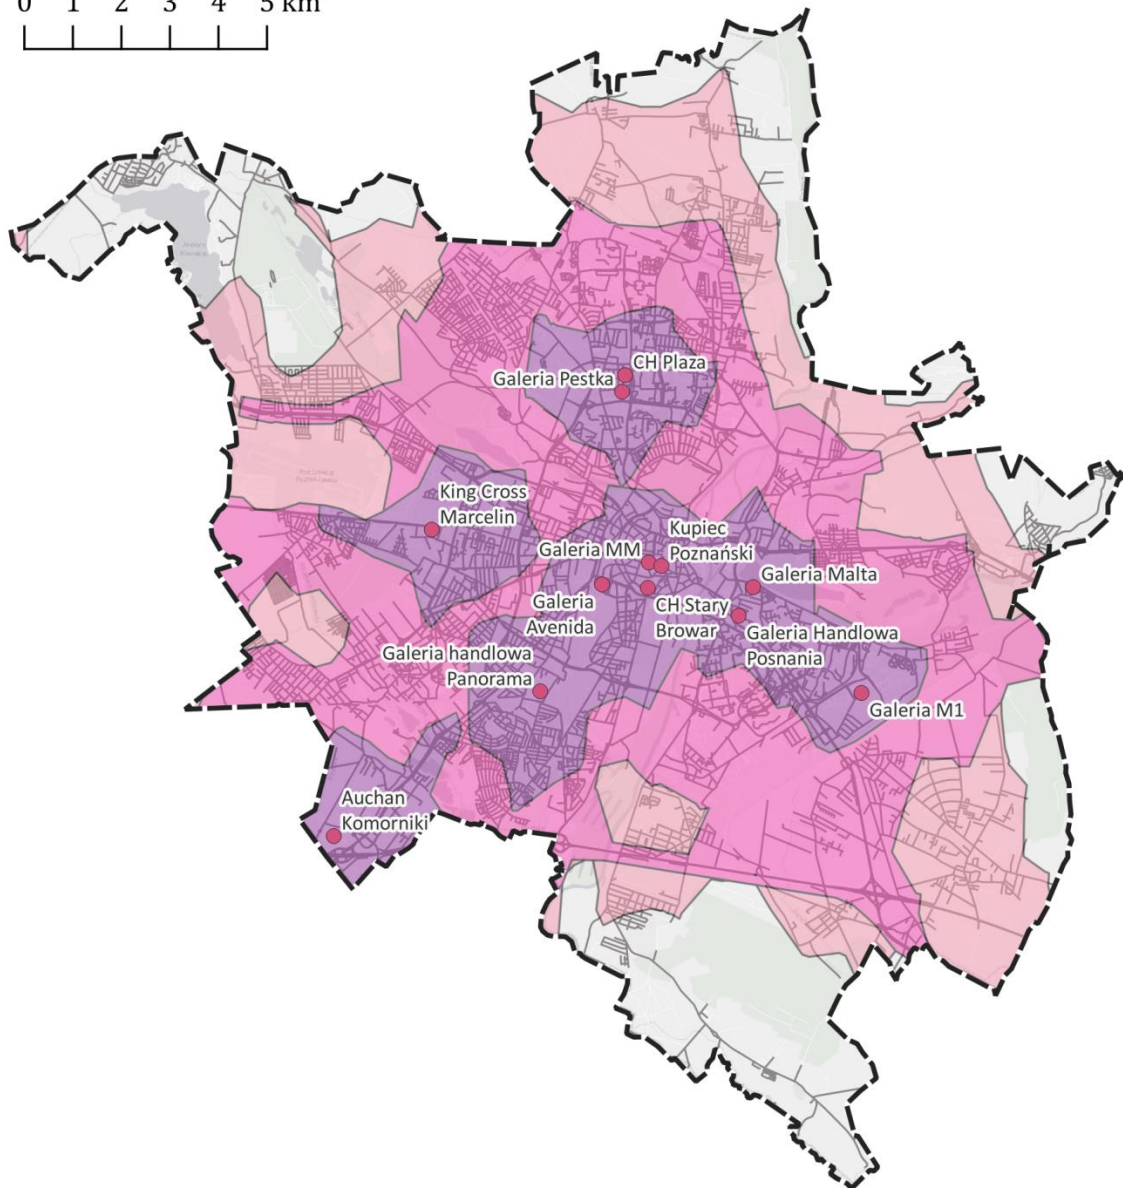 0 1 2 3 4 5 km
CH Plaza
Galeria Pestka
King Cross
Marcelin
Kupiec
Poznański
Galeria MM
Galeria Malta
Galeria
Avenida
CH Stary
Browar
Galeria Handlowa
Posnania
Galeria handlowa
Panorama
Galeria M1
Auchan
Komorniki